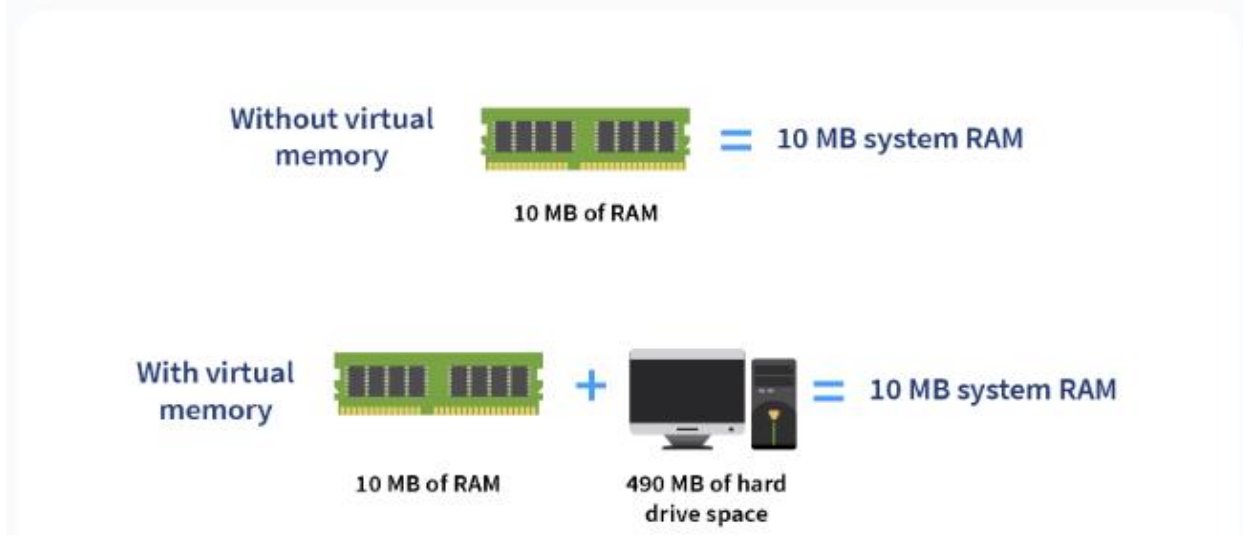 Without virtual
memory
= 10 MB system RAM
10 MB of RAM
With virtual
memory
+
= 10 MB system RAM
10 MB of RAM
490 MB of hard
drive space